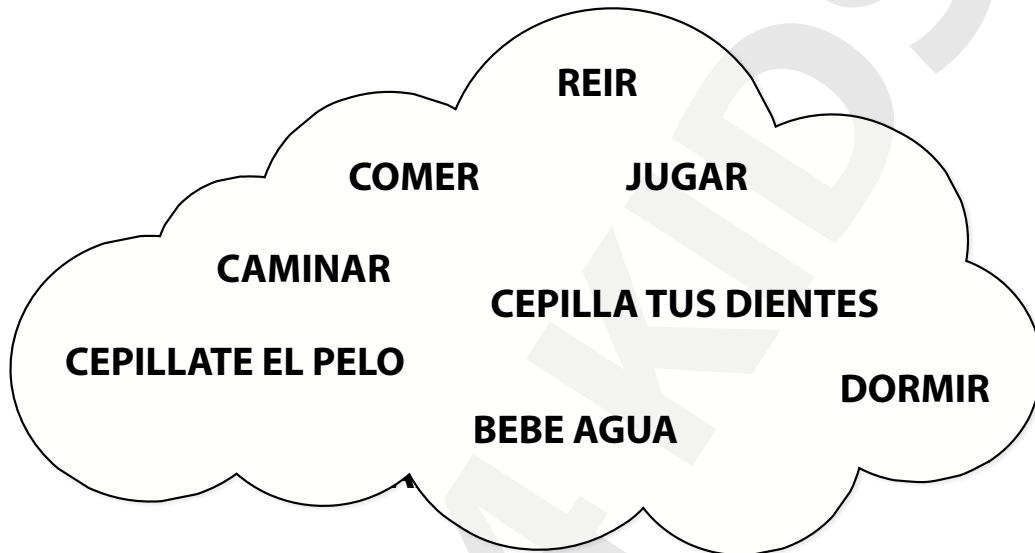 REIR
COMER JUGAR
CAMINAR
CEPILLA TUS DIENTES
CEPILLATE EL PELO
DORMIR
BEBE AGUA